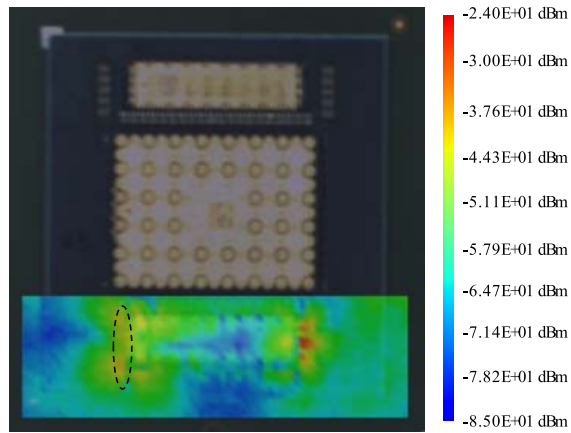 -2.40E+01 dBm
-3.00E+01 dBm
-3.76E+01 dBm
-4.43E+01 dBm
-5.11E+01 dBm
-5.79E+01 dBm
-6.47E+01 dBm
-7.14E+01 dBm
-7.82E+01 dBm
-8.50E+01 dBm